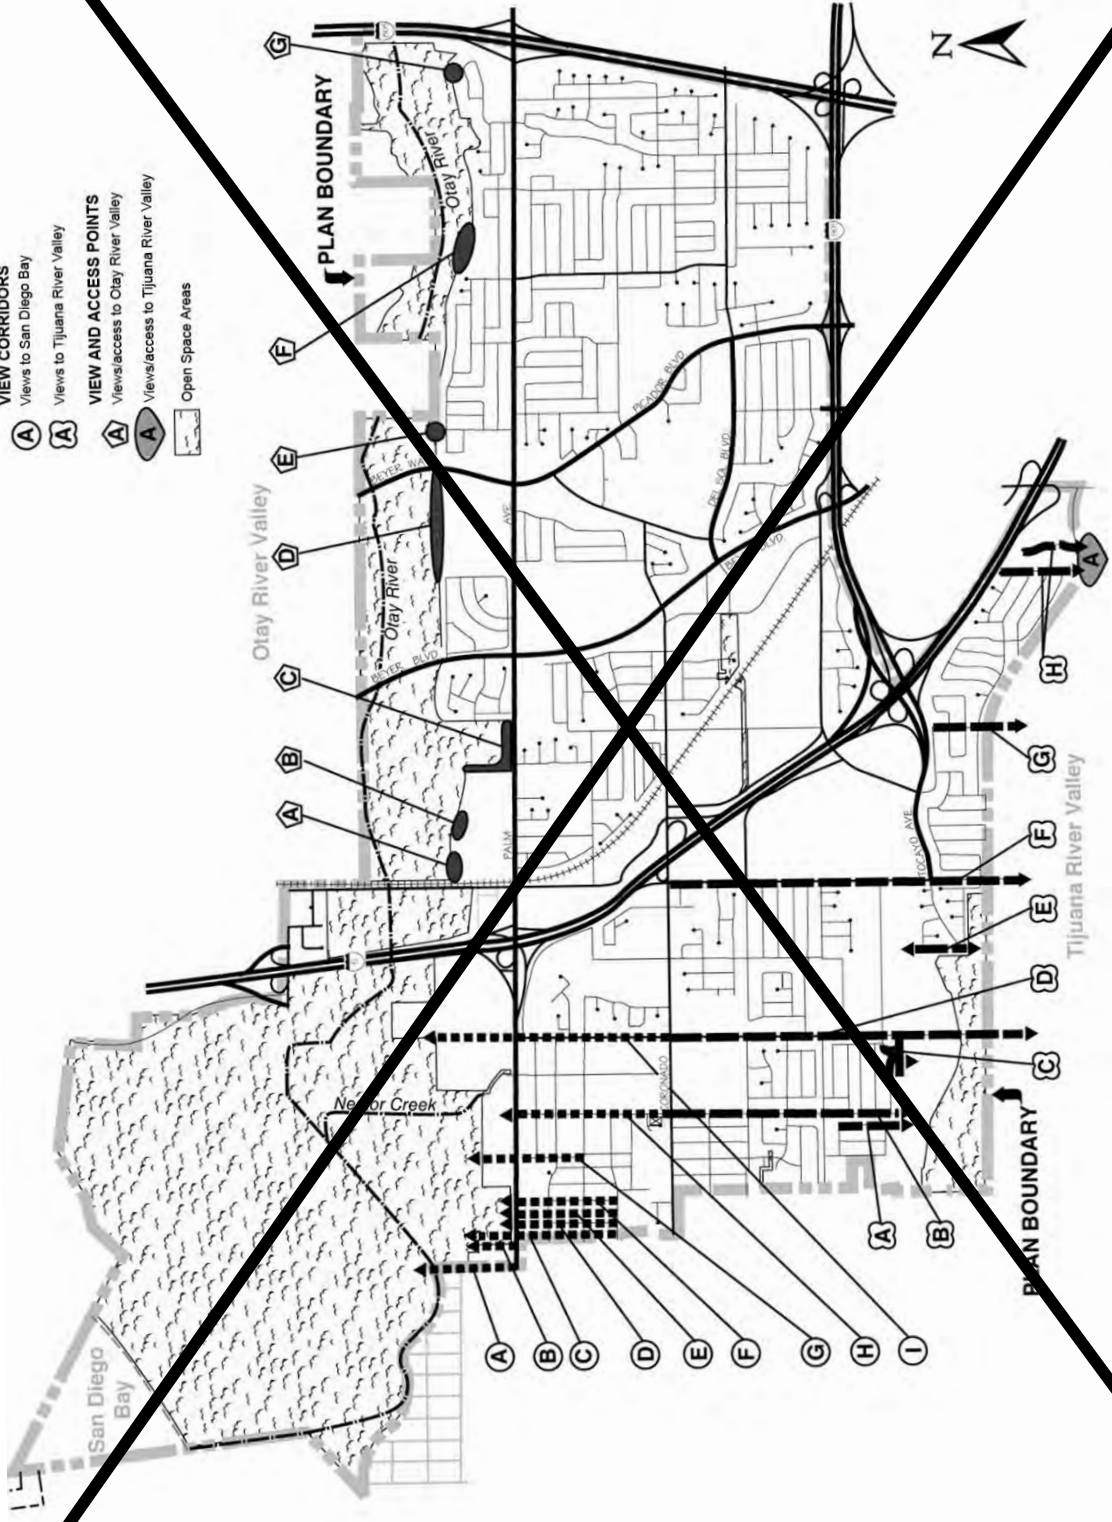 VIEW CORRIDORS
A Views to San Diego Bay
A Views to Tijuana River Valley
VIEW AND ACCESS POINTS
A Views/access to Otay River Valley
A Views/access to Tijuana River Valley
Open Space Areas
N
PLAN BOUNDARY
Otay River Valley
A
B
C
D
E
F
G
Otay River
Otay River
BEYER BLVD
BEYER WA
PALM
AVE
PICADOR BLVD
DEL SOL BLVD
BLVD
San Diego
Bay
Creek
CORONADO
TOCAYO AVE
A
B
C
D
E
F
G
H
I
A
B
C
D
E
F
G
H
A
Tijuana River Valley
PLAN BOUNDARY